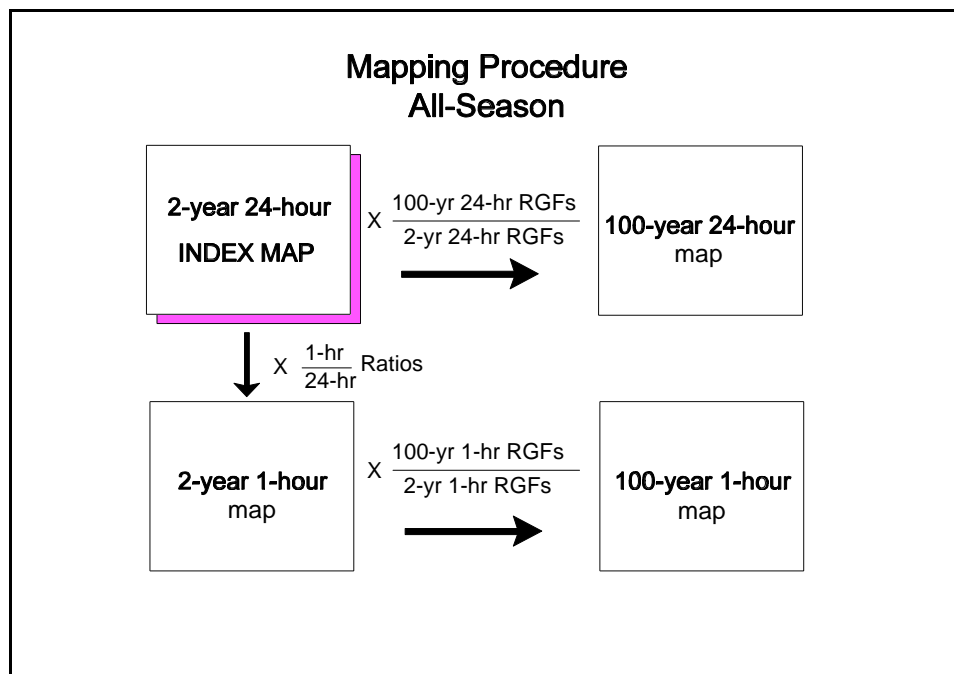 Mapping Procedure
All-Season
2-year 24-hour
INDEX MAP
X 100-yr 24-hr RGFs
2-yr 24-hr RGFs
100-year 24-hour
map
X 1-hr Ratios
24-hr
2-year 1-hour
map
X 100-yr 1-hr RGFs
2-yr 1-hr RGFs
100-year 1-hour
map